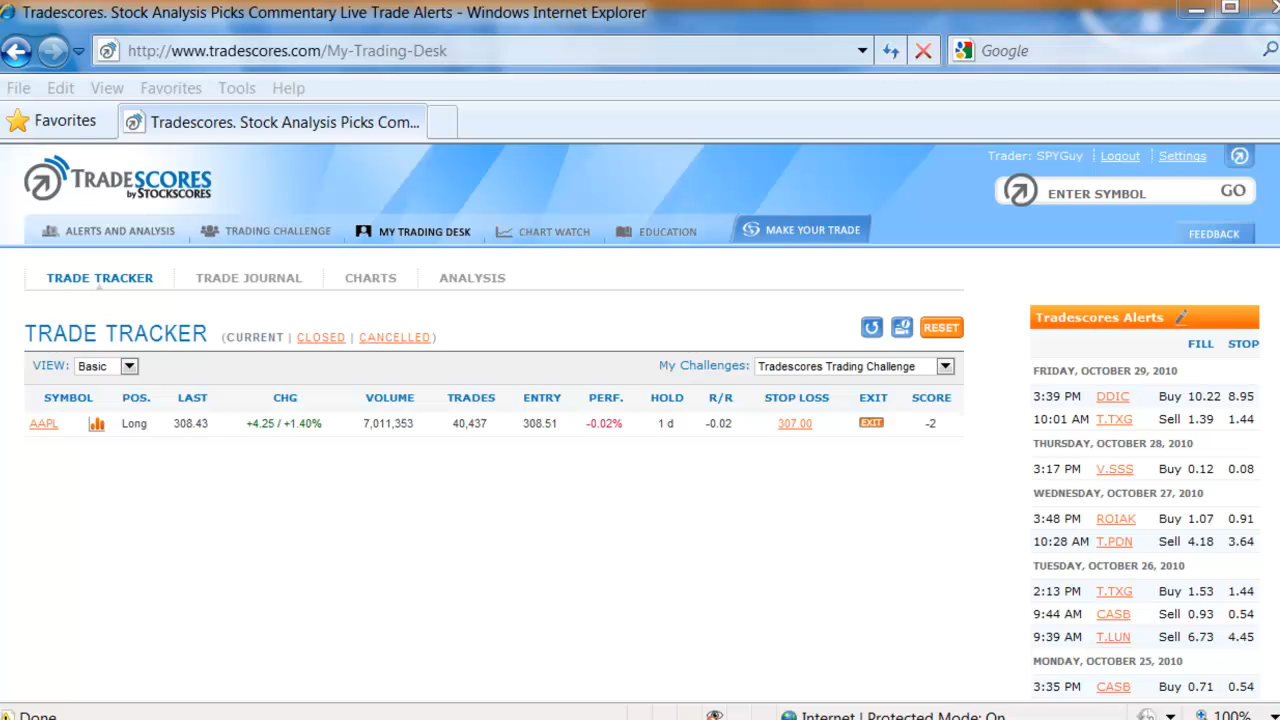 Tradescores. Stock Analysis Picks Commentary Live Trade Alerts - Windows Internet Explorer
http://www.tradescores.com/My-Trading-Desk
Google
File Edit View Favorites Tools Help
Favorites
Tradescores. Stock Analysis Picks Com...
TRADESCORES
by STOCKSCORES
Trader: SPYGuy Logout Settings
ENTER SYMBOL GO
ALERTS AND ANALYSIS TRADING CHALLENGE MY TRADING DESK CHART WATCH EDUCATION MAKE YOUR TRADE
FEEDBACK
TRADE TRACKER TRADE JOURNAL CHARTS ANALYSIS
TRADE TRACKER (CURRENT | CLOSED | CANCELLED)
RESET
VIEW: Basic My Challenges: Tradescores Trading Challenge
SYMBOL POS. LAST CHG VOLUME TRADES ENTRY PERF. HOLD R/R STOP LOSS EXIT SCORE
AAPL Long 308.43 +4.25 / +1.40% 7,011,353 40,437 308.51 -0.02% 1 d -0.02 307.00 EXIT -2
Tradescores Alerts
FILL STOP
FRIDAY, OCTOBER 29, 2010
3:39 PM DDIC Buy 10.22 8.95
10:01 AM T.TXG Sell 1.39 1.44
THURSDAY, OCTOBER 28, 2010
3:17 PM V.SSS Buy 0.12 0.08
WEDNESDAY, OCTOBER 27, 2010
3:48 PM ROIAK Buy 1.07 0.91
10:28 AM T.PDN Sell 4.18 3.64
TUESDAY, OCTOBER 26, 2010
2:13 PM T.TXG Buy 1.53 1.44
9:44 AM CASB Sell 0.93 0.54
9:39 AM T.LUN Sell 6.73 4.45
MONDAY, OCTOBER 25, 2010
3:35 PM CASB Buy 0.71 0.54
Done
Internet | Protected Mode: On
100%